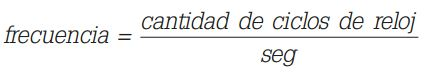 frecuencia = cantidad de ciclos de reloj
seg